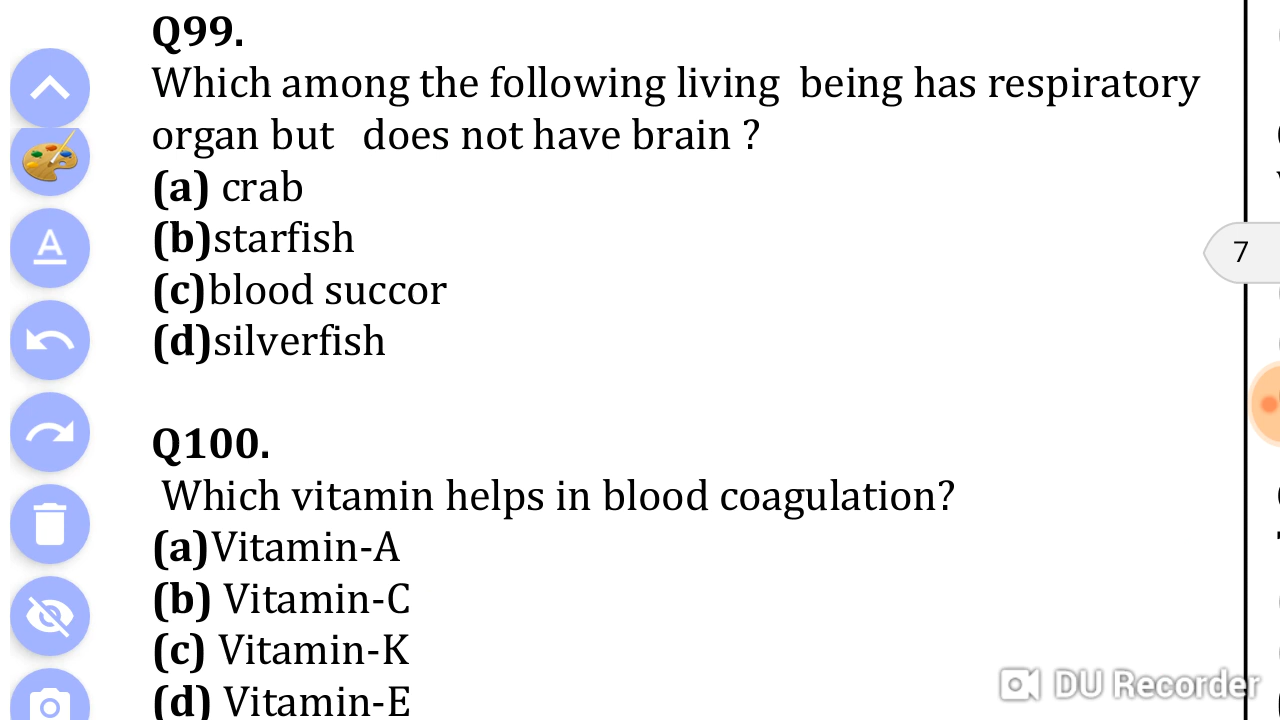 Q99.
Which among the following living being has respiratory
organ but does not have brain ?
(a) crab
(b)starfish
(c)blood succor
(d)silverfish
Q100.
Which vitamin helps in blood coagulation?
(a)Vitamin-A
(b) Vitamin-C
(c) Vitamin-K
(d) Vitamin-E
A
7
DU Recorder